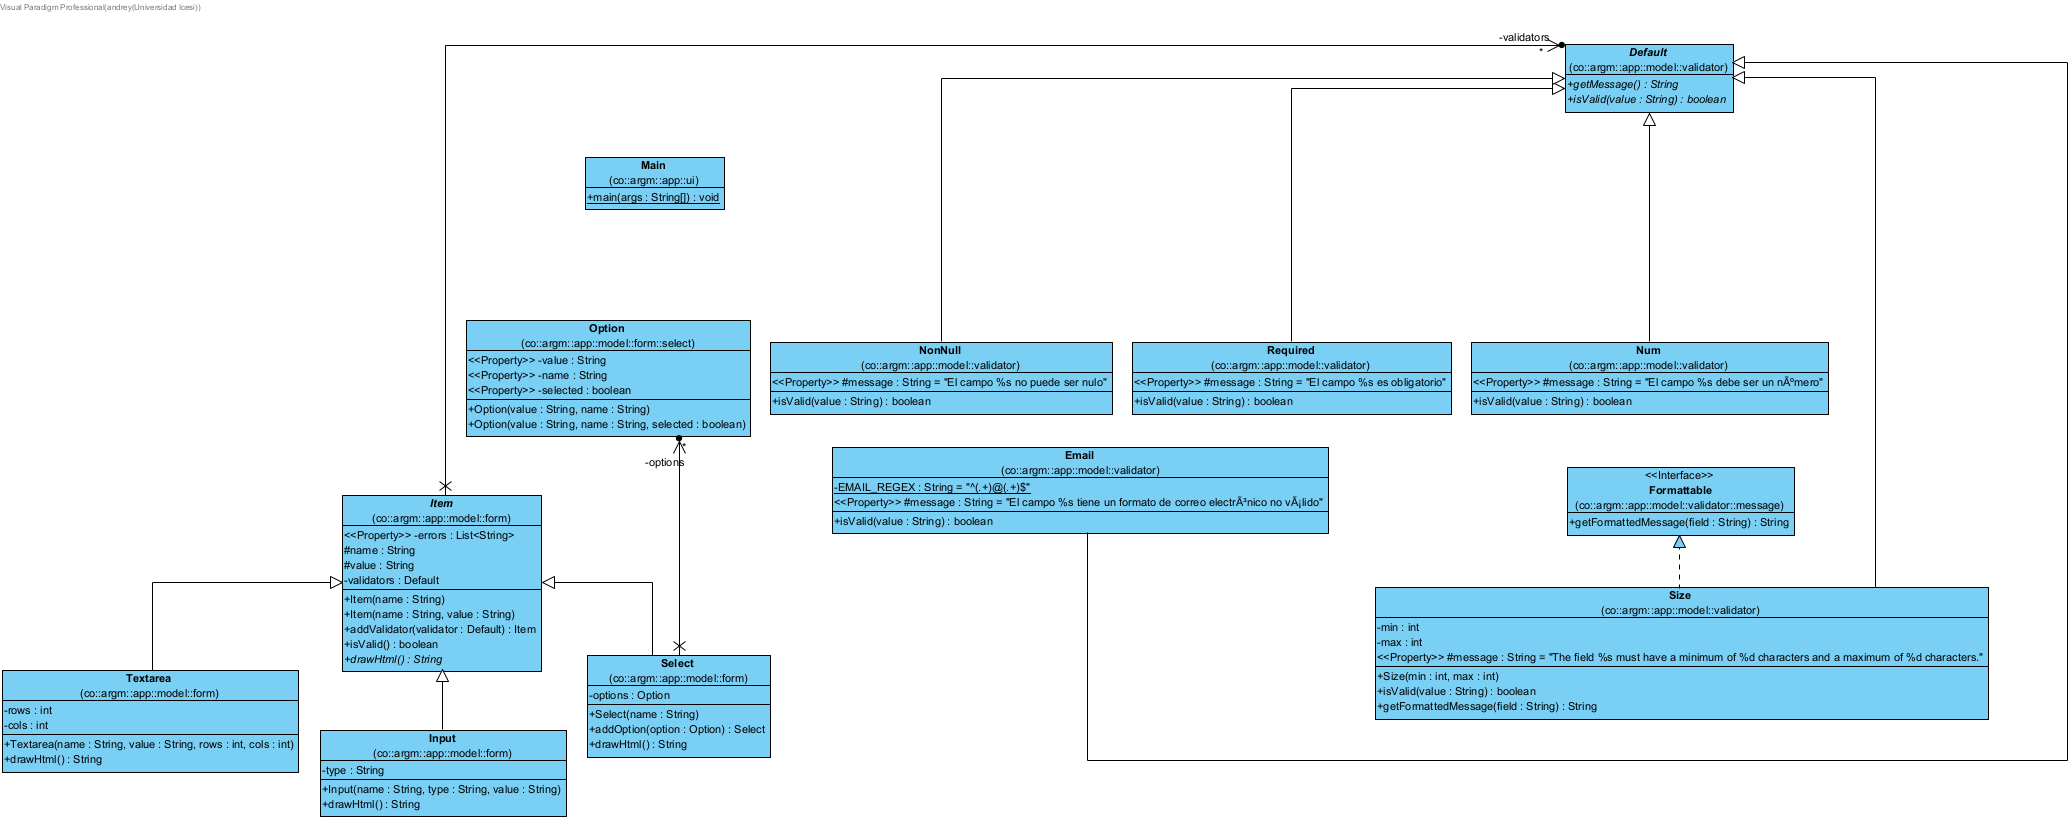 Visual Paradigm Professional(andrey(Universidad Icesi))
-validators
*
Default
(co::argm::app::model::validator)
+getMessage() : String
+isValid(value : String) : boolean
Main
(co::argm::app::ui)
+main(args : String[]) : void
Option
(co::argm::app::model::form::select)
<<Property>> -value : String
<<Property>> -name : String
<<Property>> -selected : boolean
+Option(value : String, name : String)
+Option(value : String, name : String, selected : boolean)
*
-options
NonNull
(co::argm::app::model::validator)
<<Property>> #message : String = "El campo %s no puede ser nulo"
+isValid(value : String) : boolean
Required
(co::argm::app::model::validator)
<<Property>> #message : String = "El campo %s es obligatorio"
+isValid(value : String) : boolean
Num
(co::argm::app::model::validator)
<<Property>> #message : String = "El campo %s debe ser un nÃºmero"
+isValid(value : String) : boolean
Email
(co::argm::app::model::validator)
-EMAIL_REGEX : String = "^(.+)@(.+)$"
<<Property>> #message : String = "El campo %s tiene un formato de correo electrÃ³nico no vÃ¡lido"
+isValid(value : String) : boolean
<<Interface>>
Formattable
(co::argm::app::model::validator::message)
+getFormattedMessage(field : String) : String
Item
(co::argm::app::model::form)
<<Property>> -errors : List<String>
#name : String
#value : String
-validators : Default
+Item(name : String)
+Item(name : String, value : String)
+addValidator(validator : Default) : Item
+isValid() : boolean
+drawHtml() : String
Size
(co::argm::app::model::validator)
-min : int
-max : int
<<Property>> #message : String = "The field %s must have a minimum of %d characters and a maximum of %d characters."
+Size(min : int, max : int)
+isValid(value : String) : boolean
+getFormattedMessage(field : String) : String
Textarea
(co::argm::app::model::form)
-rows : int
-cols : int
+Textarea(name : String, value : String, rows : int, cols : int)
+drawHtml() : String
Select
(co::argm::app::model::form)
-options : Option
+Select(name : String)
+addOption(option : Option) : Select
+drawHtml() : String
Input
(co::argm::app::model::form)
-type : String
+Input(name : String, type : String, value : String)
+drawHtml() : String